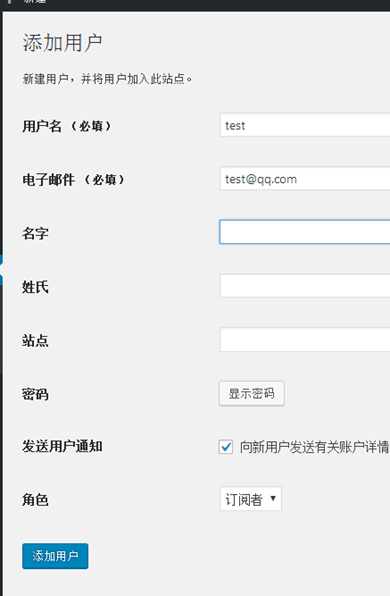 添加用户
新建用户，并将用户加入此站点。
用户名（必填） test
电子邮件（必填） test@qq.com
名字
姓氏
站点
密码 显示密码
发送用户通知 向新用户发送有关账户详情
角色 订阅者
添加用户